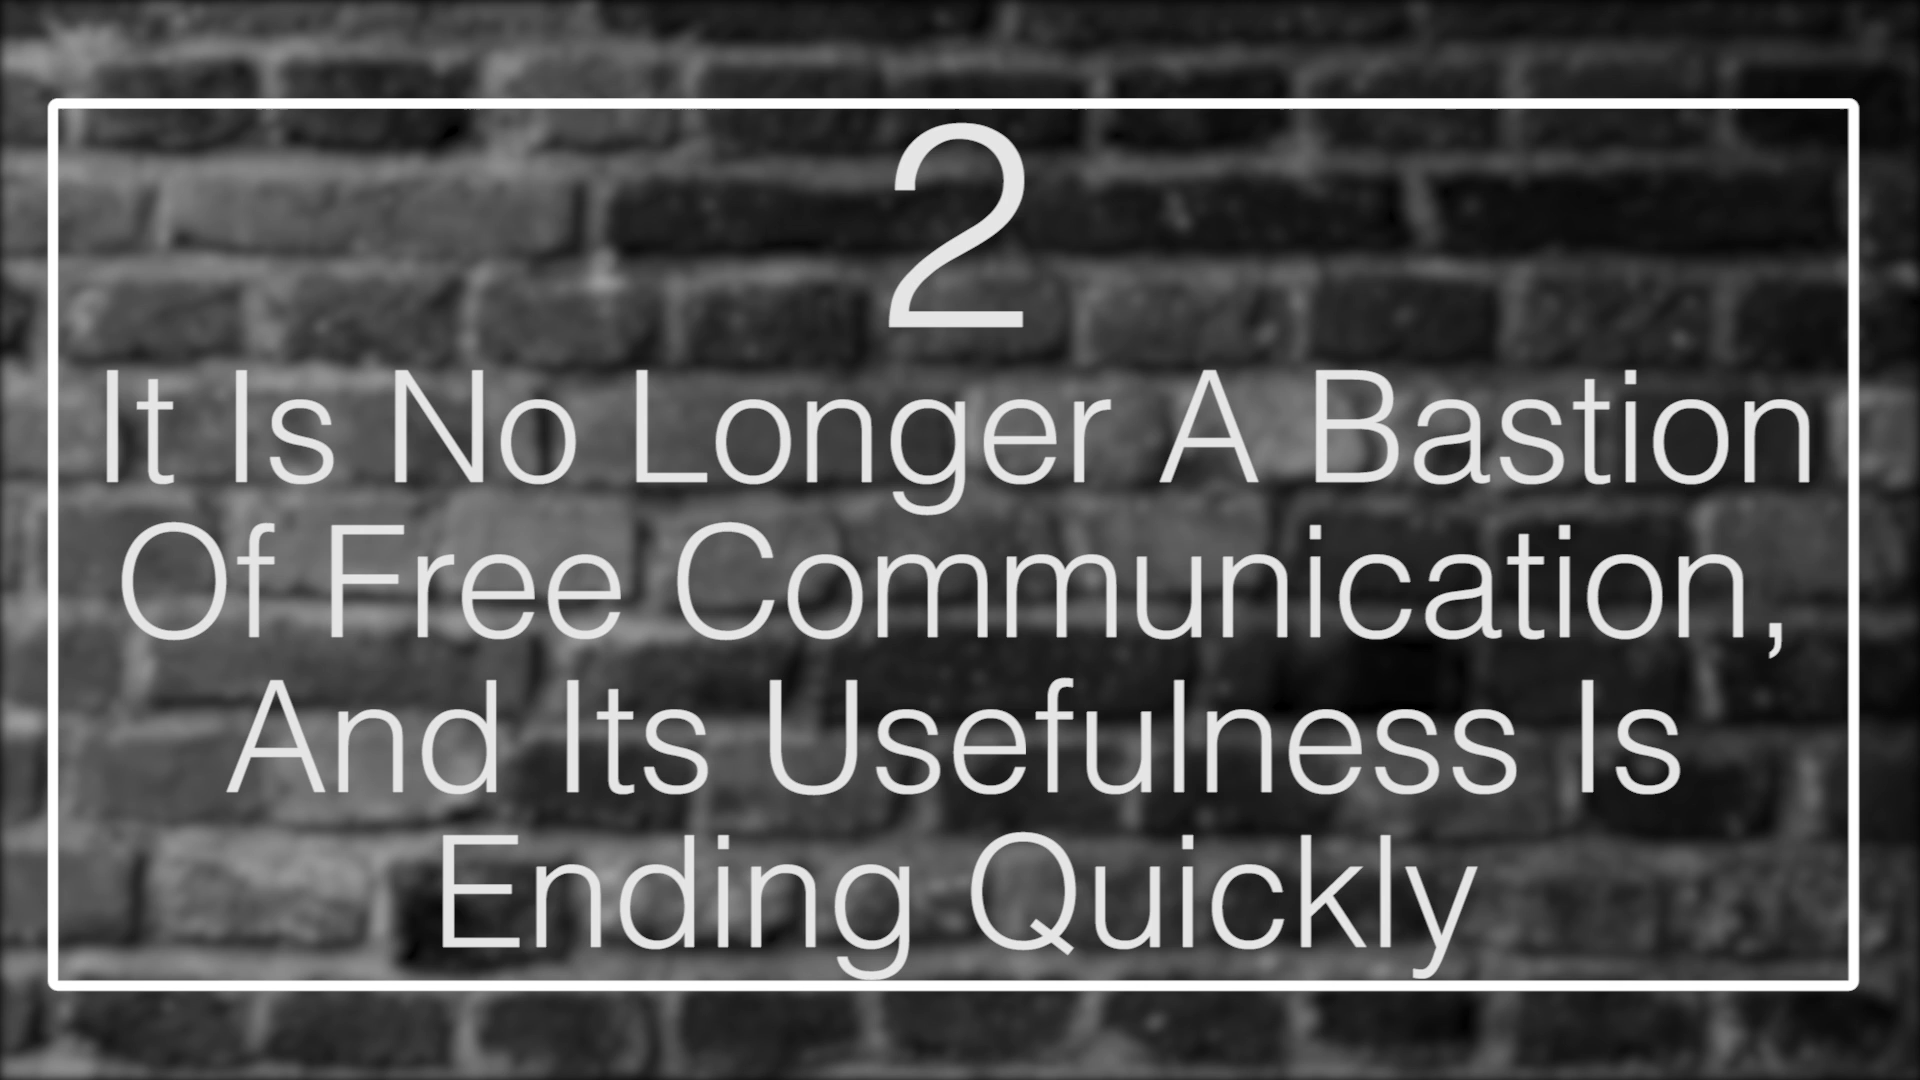 2
It Is No Longer A Bastion
Of Free Communication,
And Its Usefulness Is
Ending Quickly